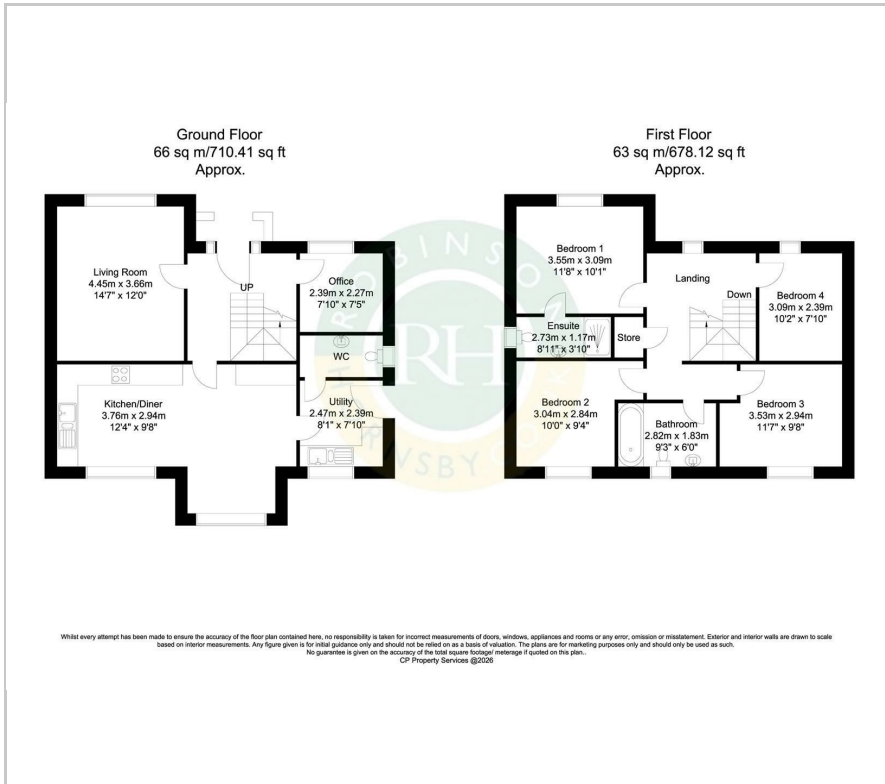 Ground Floor
66 sq m/710.41 sq ft
Approx.
Living Room
4.45m x 3.66m
14'7" x 12'0"
UP
Office
2.39m x 2.27m
7'10" x 7'5"
WC
Kitchen/Diner
3.76m x 2.94m
12'4" x 9'8"
Utility
2.47m x 2.39m
8'1" x 7'10"
First Floor
63 sq m/678.12 sq ft
Approx.
Bedroom 1
3.55m x 3.09m
11'8" x 10'1"
Landing
Down
Bedroom 4
3.09m x 2.39m
10'2" x 7'10"
Ensuite
2.73m x 1.17m
8'11" x 3'10"
Store
Bedroom 2
3.04m x 2.84m
10'0" x 9'4"
Bathroom
2.82m x 1.83m
9'3" x 6'0"
Bedroom 3
3.53m x 2.94m
11'7" x 9'8"
ROBINSON
RH
Whilst every attempt has been made to ensure the accuracy of the floor plan contained here, no responsibility is taken for incorrect measurements of doors, windows, appliances and rooms or any error, omission or misstatement. Exterior and interior walls are drawn to scale
based on interior measurements. Any figure given is for initial guidance only and should not be relied on as a basis of valuation. The plans are for marketing purposes only and should only be used as such.
No guarantee is given on the accuracy of the total square footage/ meterage if quoted on this plan..
CP Property Services @2026